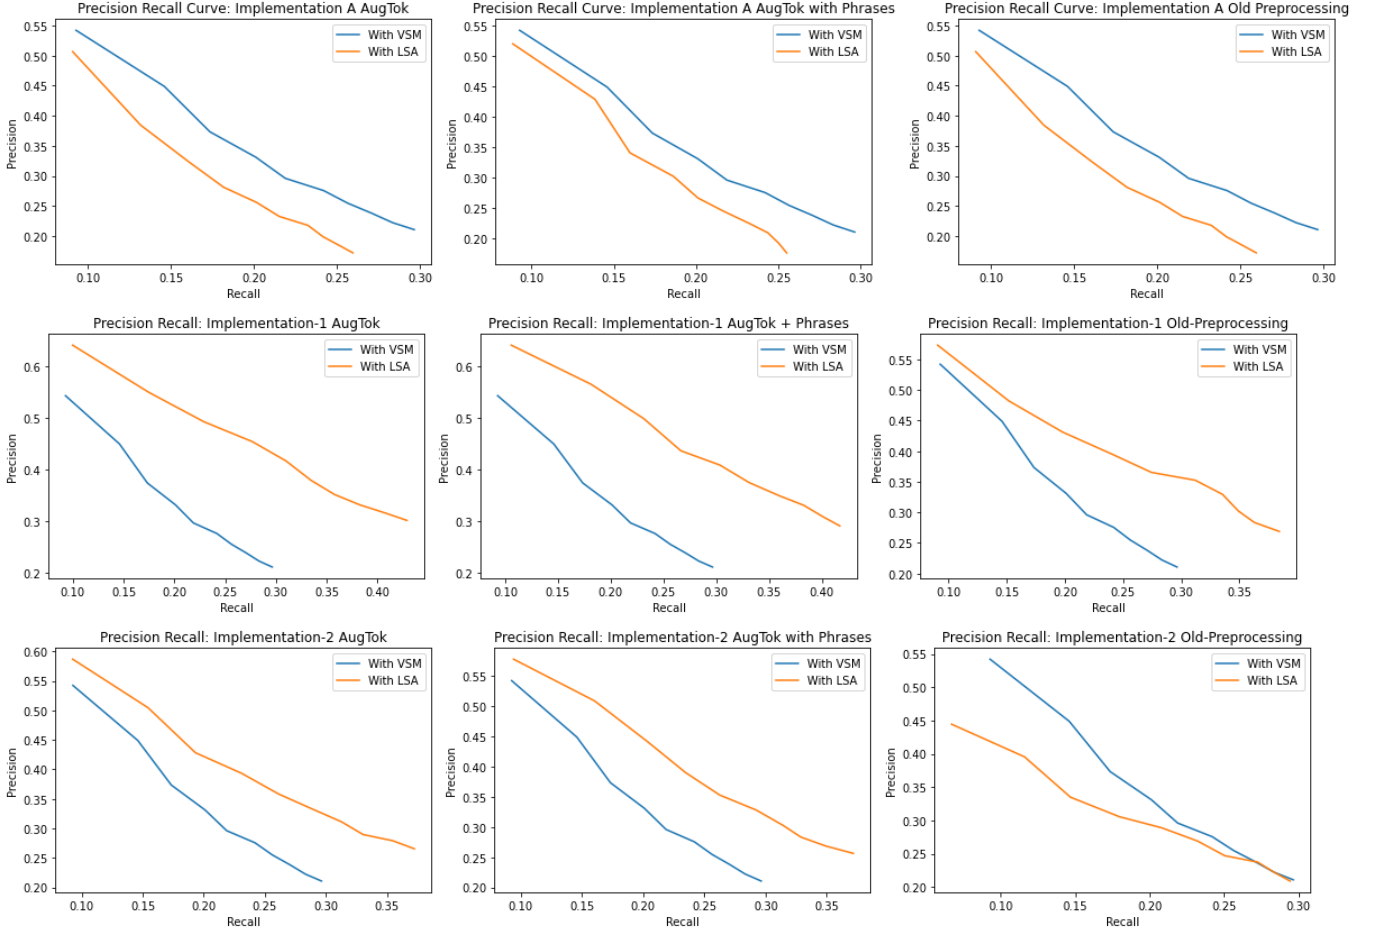 Precision Recall Curve: Implementation A AugTok
With VSM
With LSA
0.55
0.50
0.45
0.40
0.35
0.30
0.25
0.20
Precision
0.10 0.15 0.20 0.25 0.30
Recall
Precision Recall Curve: Implementation A AugTok with Phrases
With VSM
With LSA
0.55
0.50
0.45
0.40
0.35
0.30
0.25
0.20
Precision
0.10 0.15 0.20 0.25 0.30
Recall
Precision Recall Curve: Implementation A Old Preprocessing
With VSM
With LSA
0.55
0.50
0.45
0.40
0.35
0.30
0.25
0.20
Precision
0.10 0.15 0.20 0.25 0.30
Recall
Precision Recall: Implementation-1 AugTok
With VSM
With LSA
0.6
0.5
0.4
0.3
0.2
Precision
0.10 0.15 0.20 0.25 0.30 0.35 0.40
Recall
Precision Recall: Implementation-1 AugTok + Phrases
With VSM
With LSA
0.6
0.5
0.4
0.3
0.2
Precision
0.10 0.15 0.20 0.25 0.30 0.35 0.40
Recall
Precision Recall: Implementation-1 Old-Preprocessing
With VSM
With LSA
0.55
0.50
0.45
0.40
0.35
0.30
0.25
0.20
Precision
0.10 0.15 0.20 0.25 0.30 0.35
Recall
Precision Recall: Implementation-2 AugTok
With VSM
With LSA
0.60
0.55
0.50
0.45
0.40
0.35
0.30
0.25
0.20
Precision
0.10 0.15 0.20 0.25 0.30 0.35
Recall
Precision Recall: Implementation-2 AugTok with Phrases
With VSM
With LSA
0.55
0.50
0.45
0.40
0.35
0.30
0.25
0.20
Precision
0.10 0.15 0.20 0.25 0.30 0.35
Recall
Precision Recall: Implementation-2 Old-Preprocessing
With VSM
With LSA
0.55
0.50
0.45
0.40
0.35
0.30
0.25
0.20
Precision
0.10 0.15 0.20 0.25 0.30
Recall